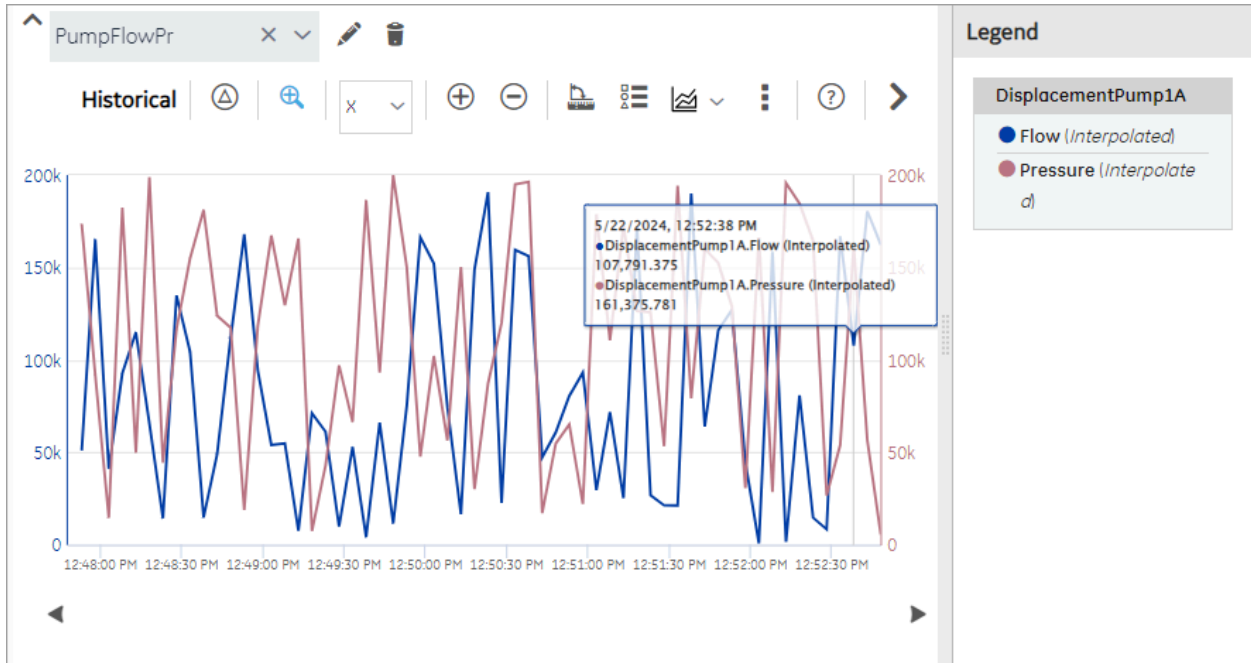 PumpFlowPr
Historical
X
Legend
DisplacementPump1A
Flow (Interpolated)
Pressure (Interpolate
d)
200k
150k
100k
50k
0
200k
150k
100k
50k
0
5/22/2024, 12:52:38 PM
DisplacementPump1A.Flow (Interpolated)
107,791.375
DisplacementPump1A.Pressure (Interpolated)
161,375.781
12:48:00 PM 12:48:30 PM 12:49:00 PM 12:49:30 PM 12:50:00 PM 12:50:30 PM 12:51:00 PM 12:51:30 PM 12:52:00 PM 12:52:30 PM